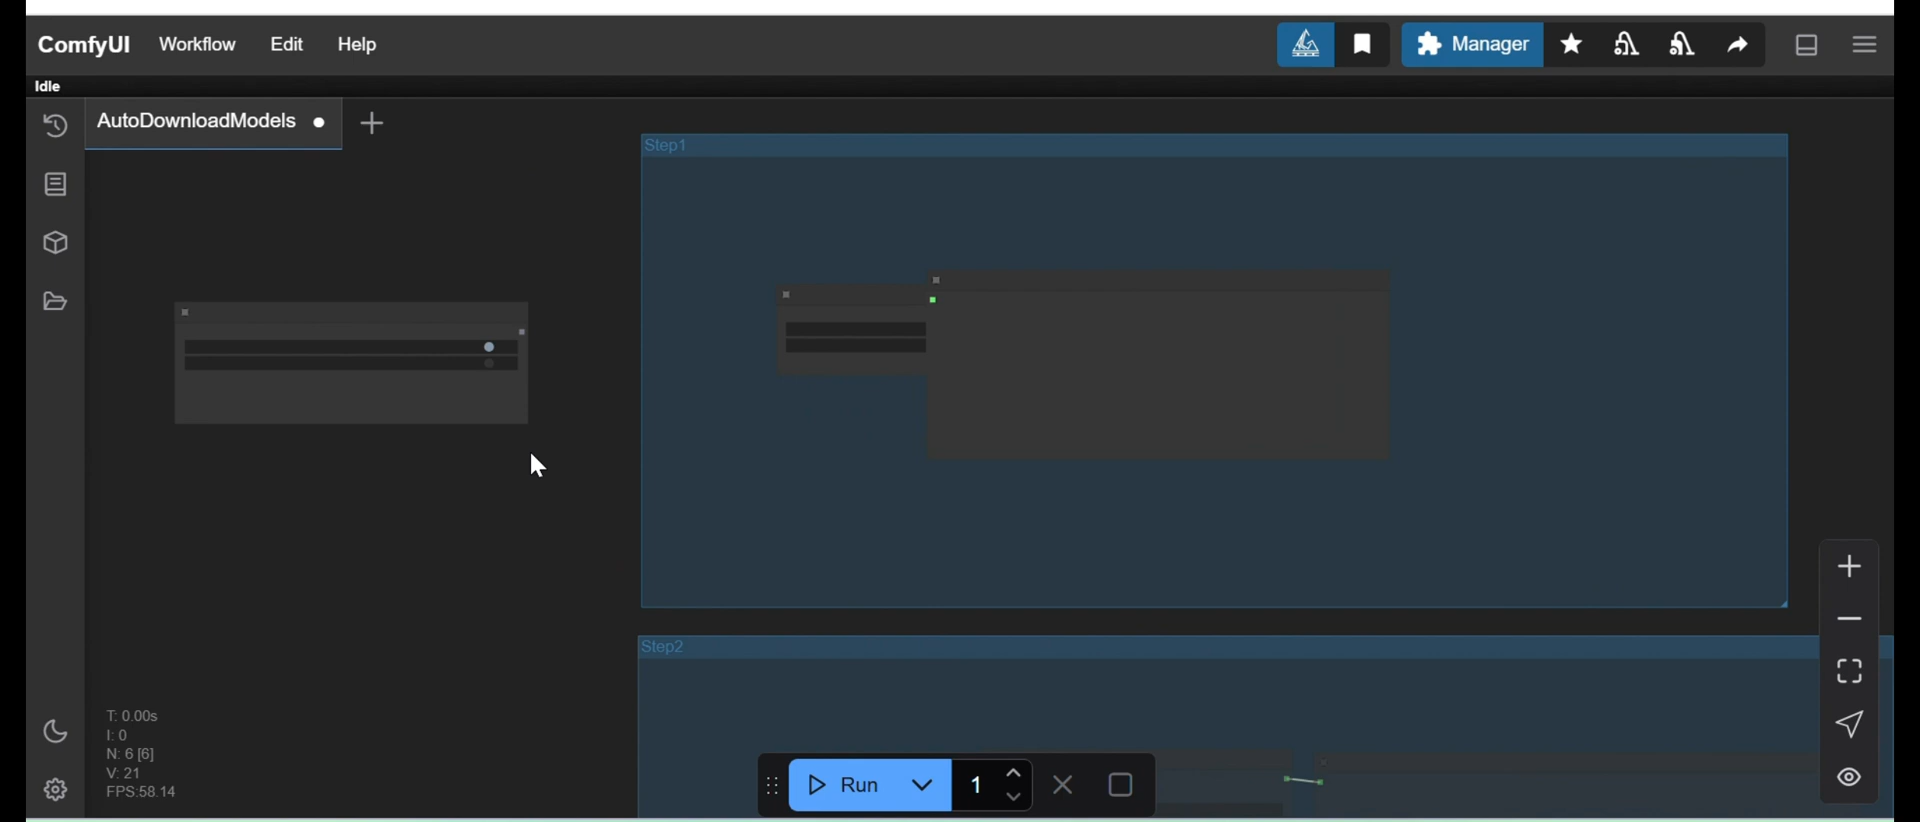 ComfyUI Workflow Edit Help Manager
Idle
AutoDownloadModels
Step1
Step2
T: 0.00s
I: 0
N: 6 [6]
V: 21
FPS:58.14
Run 1